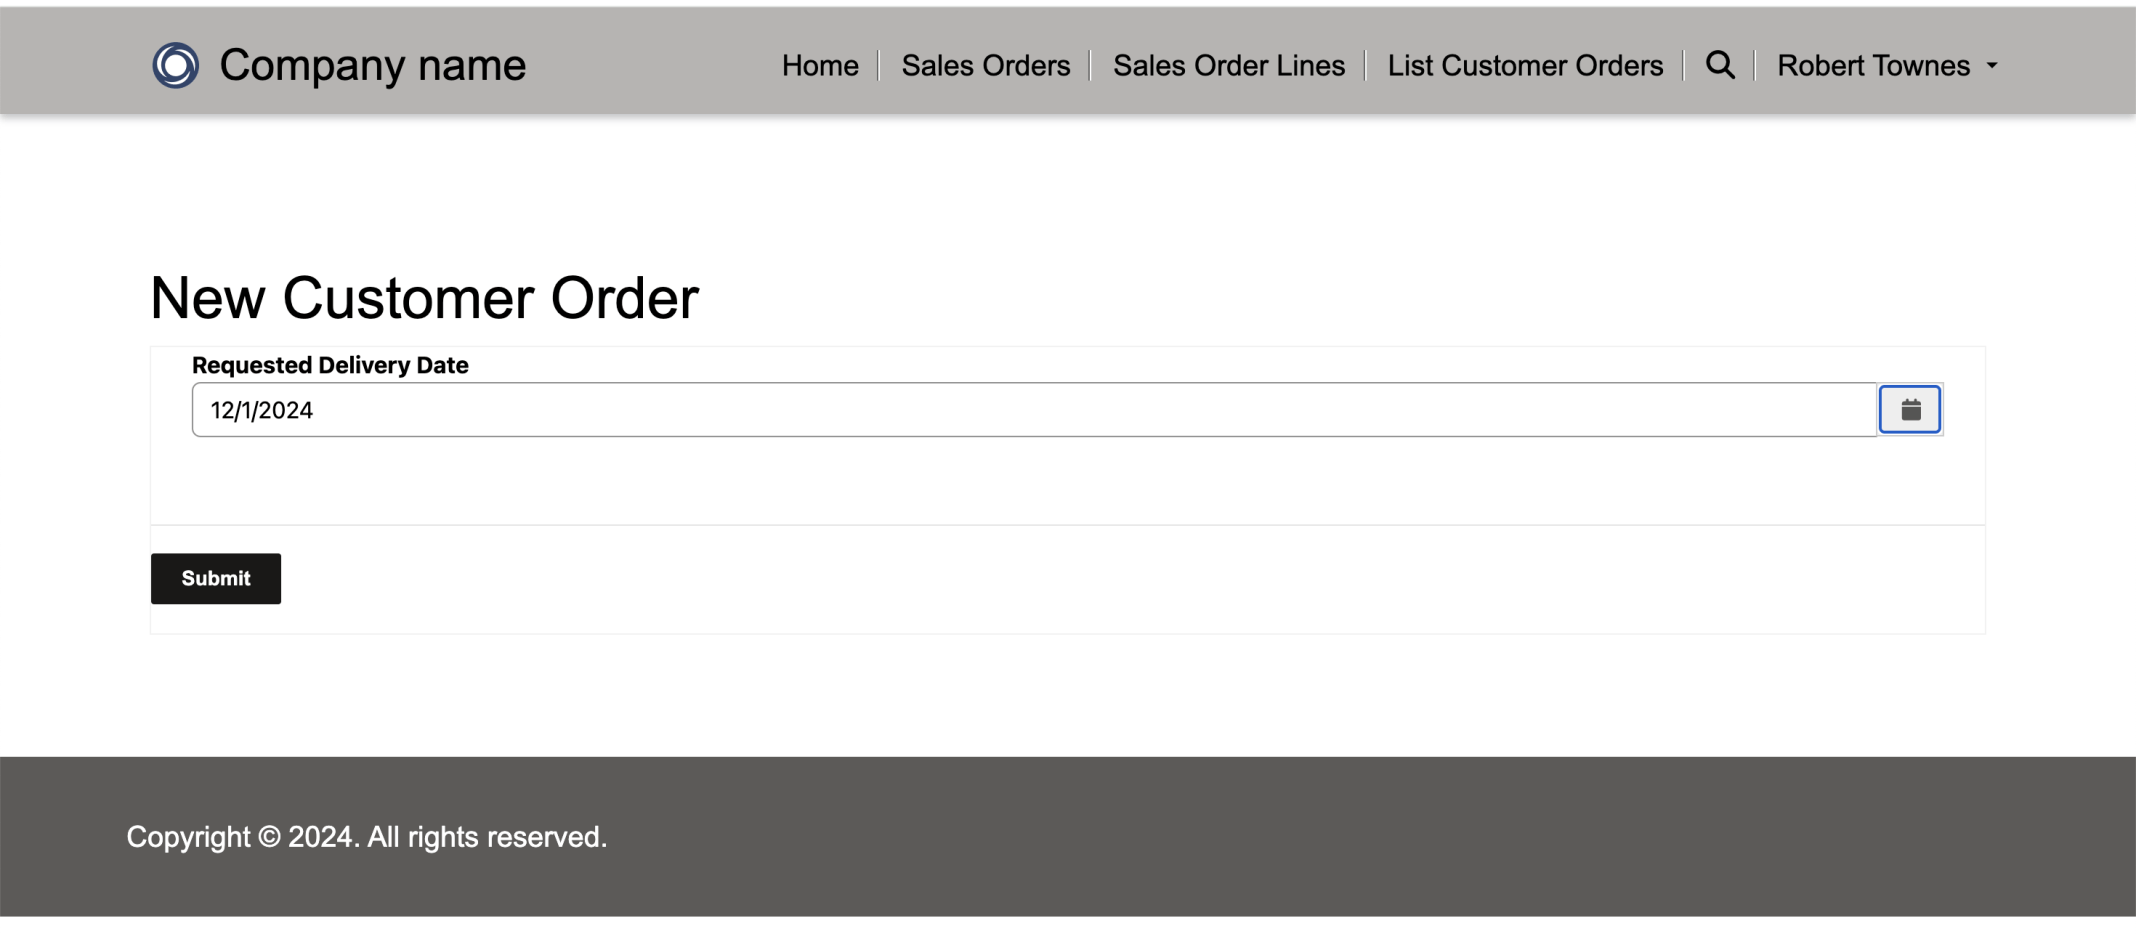 Company name
Home Sales Orders Sales Order Lines List Customer Orders Robert Townes
New Customer Order
Requested Delivery Date
12/1/2024
Submit
Copyright © 2024. All rights reserved.